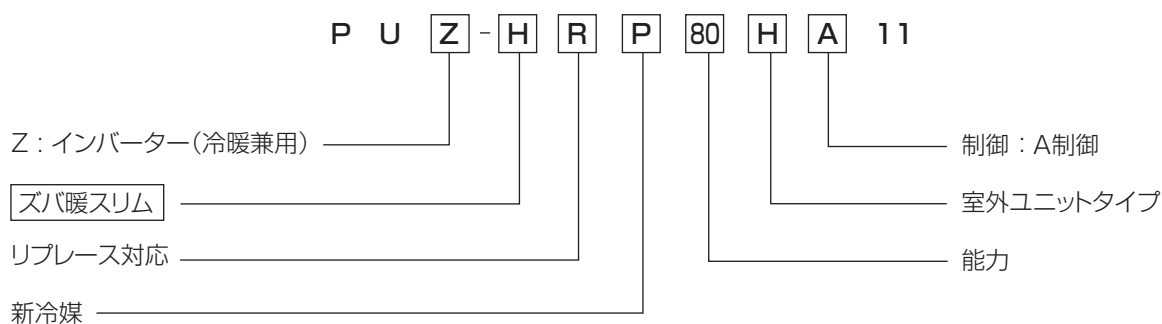 PUZ-HRP80HA11
Z：インバーター（冷暖兼用）
制御：A制御
ズバ暖スリム
室外ユニットタイプ
リプレース対応
能力
新冷媒